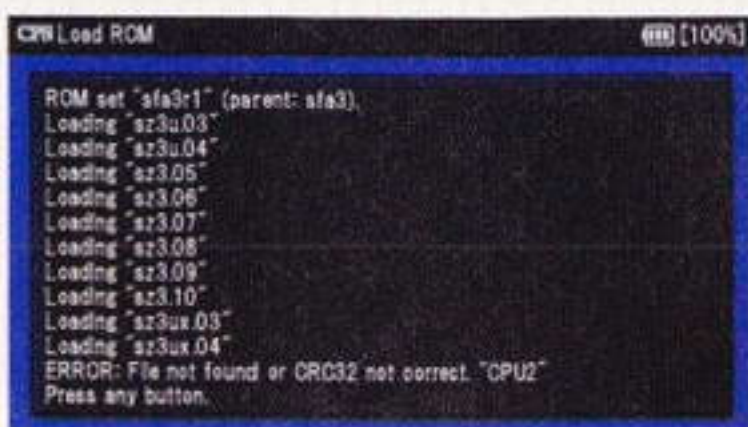 CPS Load ROM [100%]
ROM set "sfa3r1" (parent: sfa3).
Loading "sz3u.03"
Loading "sz3u.04"
Loading "sz3.05"
Loading "sz3.06"
Loading "sz3.07"
Loading "sz3.08"
Loading "sz3.09"
Loading "sz3.10"
Loading "sz3ux.03"
Loading "sz3ux.04"
ERROR: File not found or CRC32 not correct. "CPU2"
Press any button.